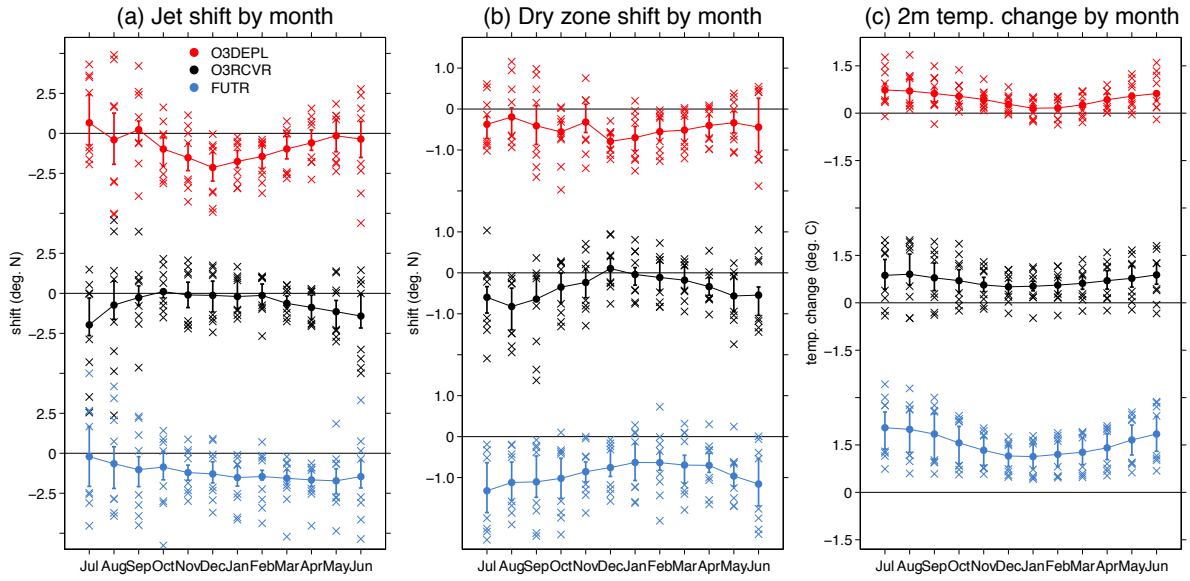 (a) Jet shift by month
(b) Dry zone shift by month
(c) 2m temp. change by month
O3DEPL
O3RCVR
FUTR
shift (deg. N)
2.5
0
−2.5
2.5
0
−2.5
2.5
0
−2.5
Jul Aug Sep Oct Nov Dec Jan Feb Mar Apr May Jun
shift (deg. N)
1.0
0
−1.0
1.0
0
−1.0
1.0
0
−1.0
Jul Aug Sep Oct Nov Dec Jan Feb Mar Apr May Jun
temp. change (deg. C)
1.5
0
−1.5
1.5
0
−1.5
1.5
0
−1.5
Jul Aug Sep Oct Nov Dec Jan Feb Mar Apr May Jun